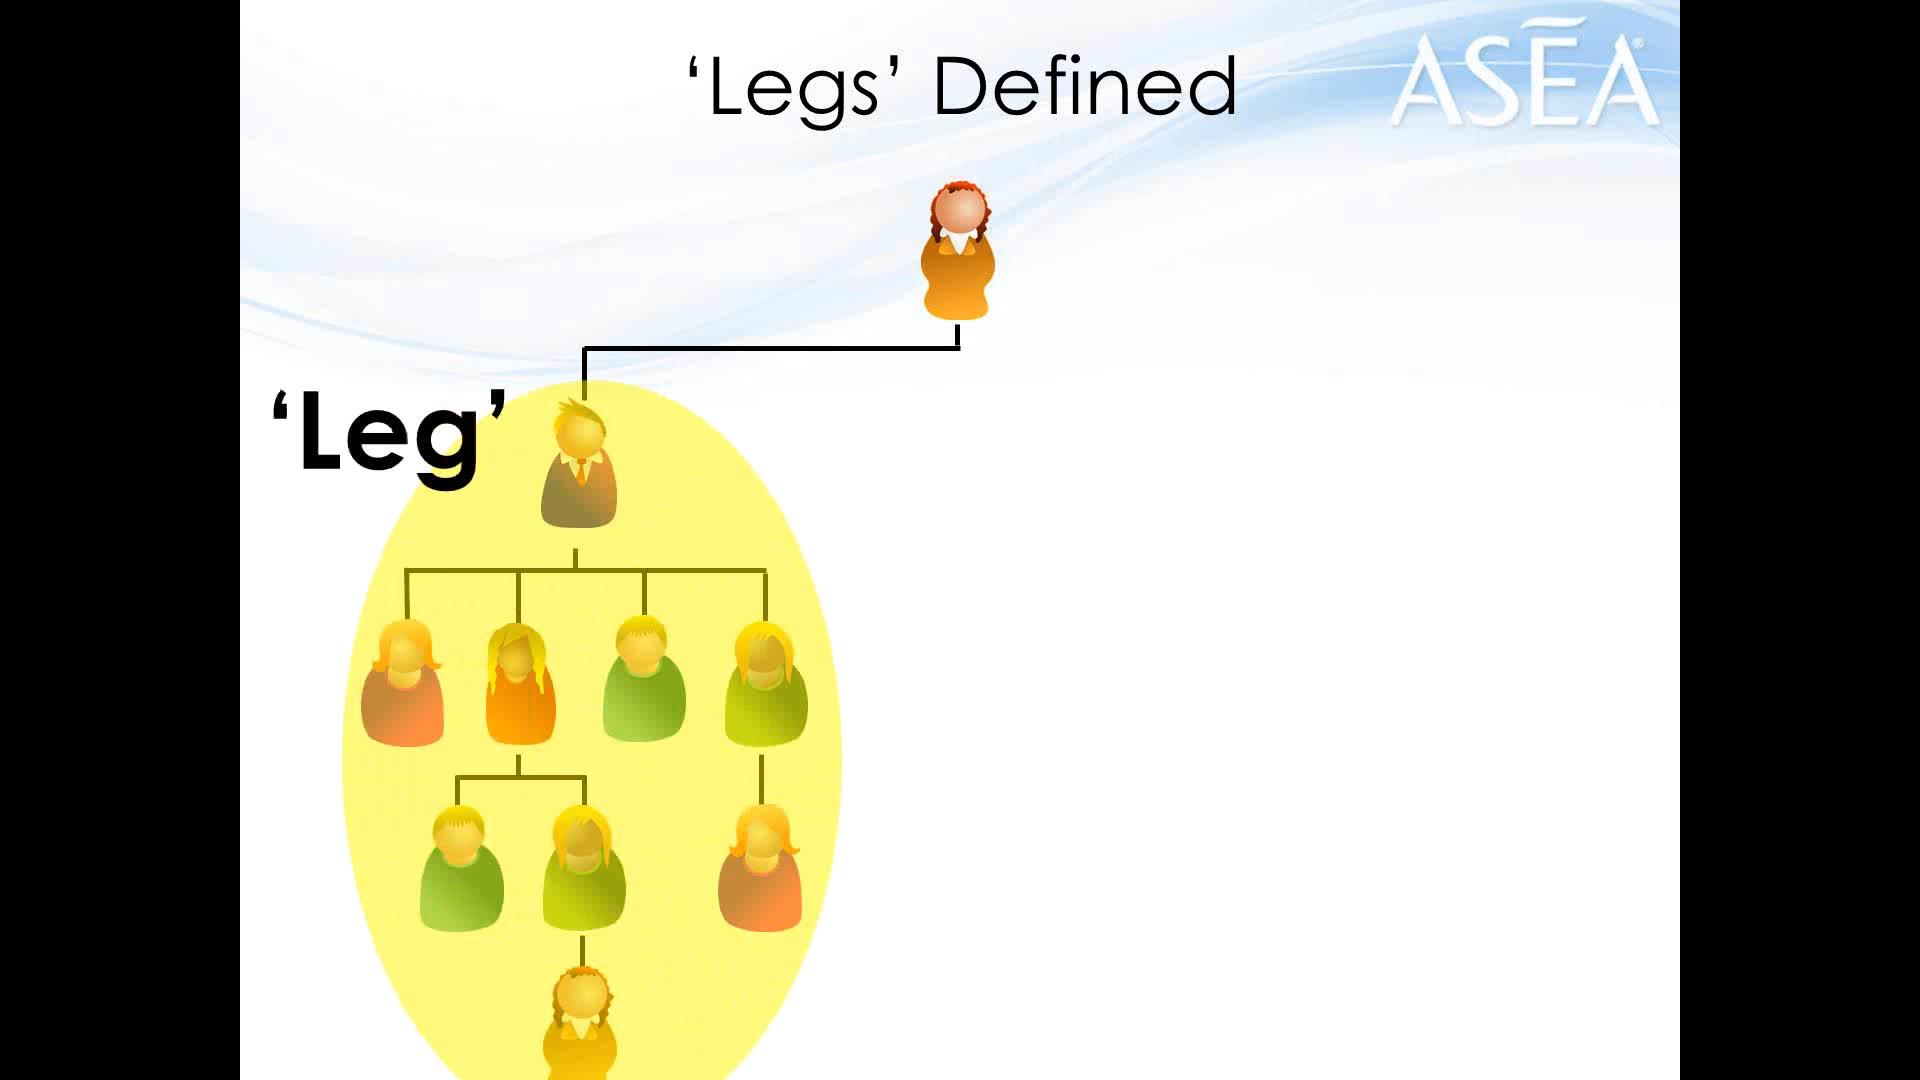 ‘Legs’ Defined
ASEA®
‘Leg’